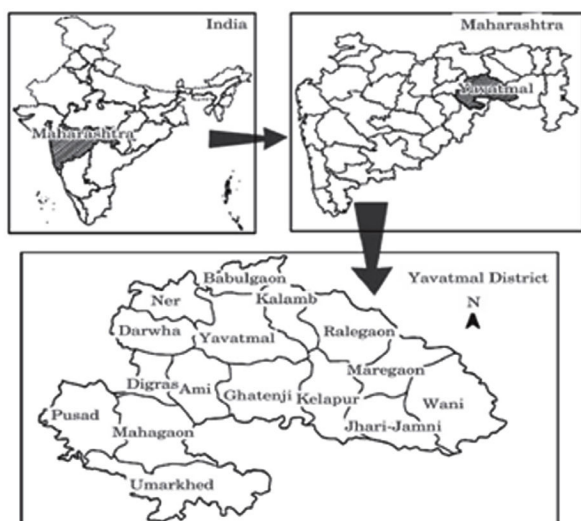 India
Maharashtra
Maharashtra
Yavatmal
Yavatmal District
N
Babulgaon
Ner
Kalamb
Darwha
Yavatmal
Ralegaon
Maregaon
Digras
Ami
Ghatenji
Kelapur
Wani
Pusad
Mahagaon
Jhari-Jamni
Umarkhed